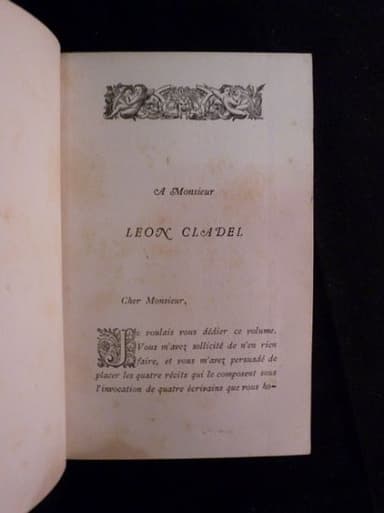 A Monsieur
LEON CLADEL
Cher Monsieur,
Je voulais vous dédier ce volume.
Vous m'avez sollicité de n'en rien
faire, et vous m'avez persuadé de
placer les quatre récits qui le composent sous
l'invocation de quatre écrivains que vous ho-